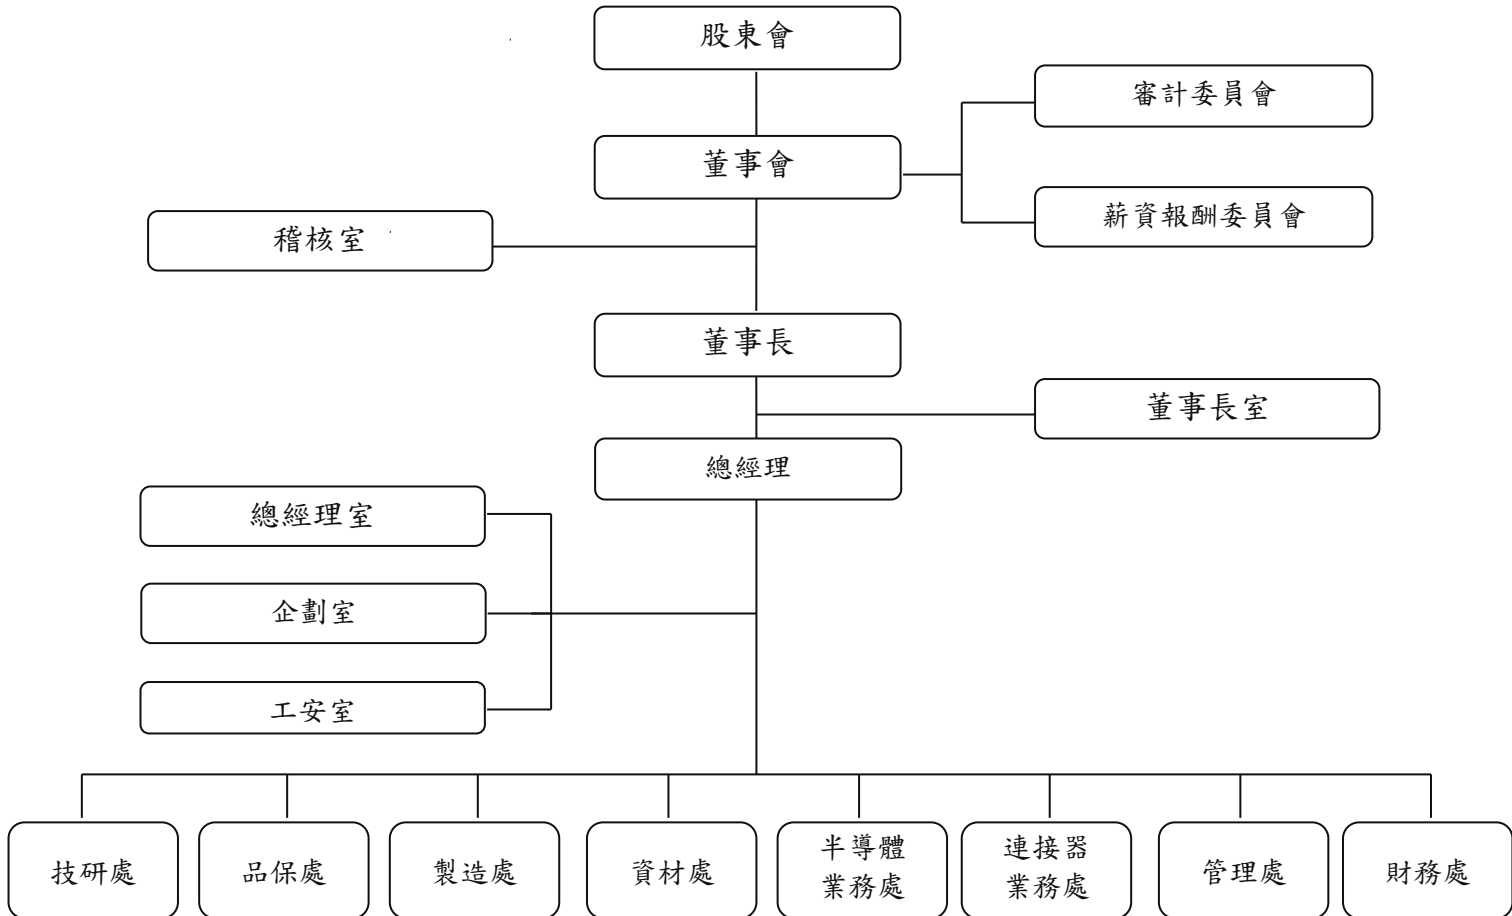 股東會
審計委員會
董事會
薪資報酬委員會
稽核室
董事長
董事長室
總經理
總經理室
企劃室
工安室
技研處
品保處
製造處
資材處
半導體
業務處
連接器
業務處
管理處
財務處